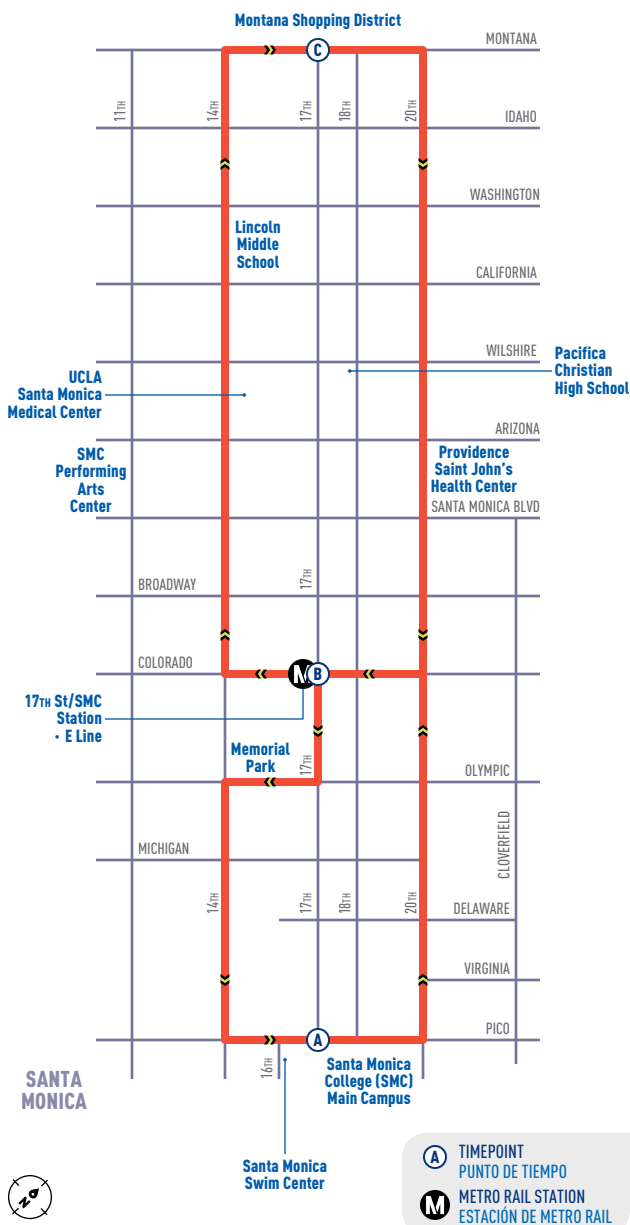 Montana Shopping District
MONTANA
C
11TH
14TH
17TH
18TH
20TH
IDAHO
WASHINGTON
Lincoln
Middle
School
CALIFORNIA
WILSHIRE
Pacifica
Christian
High School
UCLA
Santa Monica
Medical Center
ARIZONA
SMC
Performing
Arts
Center
Providence
Saint John's
Health Center
SANTA MONICA BLVD
17TH
BROADWAY
COLORADO
M
B
17TH St/SMC
Station
• E Line
Memorial
Park
17TH
OLYMPIC
CLOVERFIELD
MICHIGAN
14TH
17TH
18TH
20TH
DELAWARE
VIRGINIA
PICO
A
16TH
SANTA
MONICA
Santa Monica
College (SMC)
Main Campus
Santa Monica
Swim Center
N
A
TIMEPOINT
PUNTO DE TIEMPO
M
METRO RAIL STATION
ESTACIÓN DE METRO RAIL